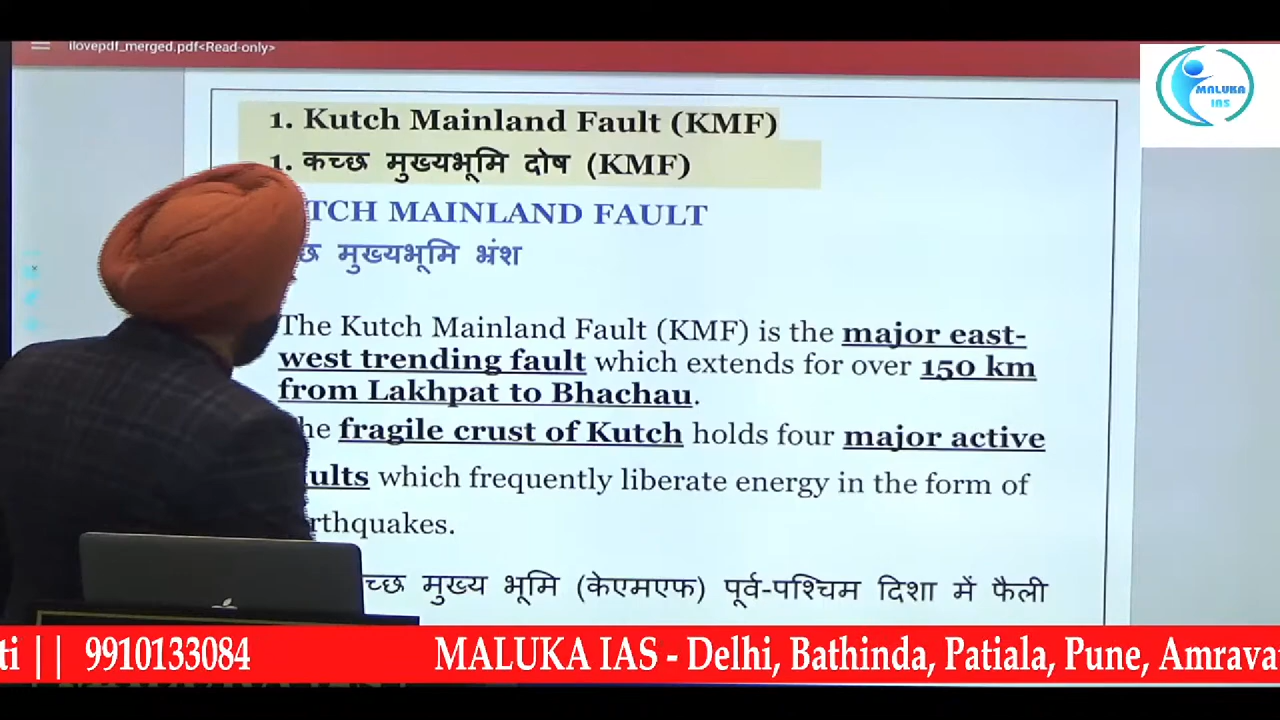 ilovepdf_merged.pdf<Read-only>
MALUKA
IAS
1. Kutch Mainland Fault (KMF)
1. कच्छ मुख्यभूमि दोष (KMF)
TCH MAINLAND FAULT
छ मुख्यभूमि भ्रंश
The Kutch Mainland Fault (KMF) is the major east-
west trending fault which extends for over 150 km
from Lakhpat to Bhachau.
he fragile crust of Kutch holds four major active
ults which frequently liberate energy in the form of
rthquakes.
च्छ मुख्य भूमि (केएमएफ) पूर्व-पश्चिम दिशा में फैली
ti || 9910133084 MALUKA IAS - Delhi, Bathinda, Patiala, Pune, Amrava